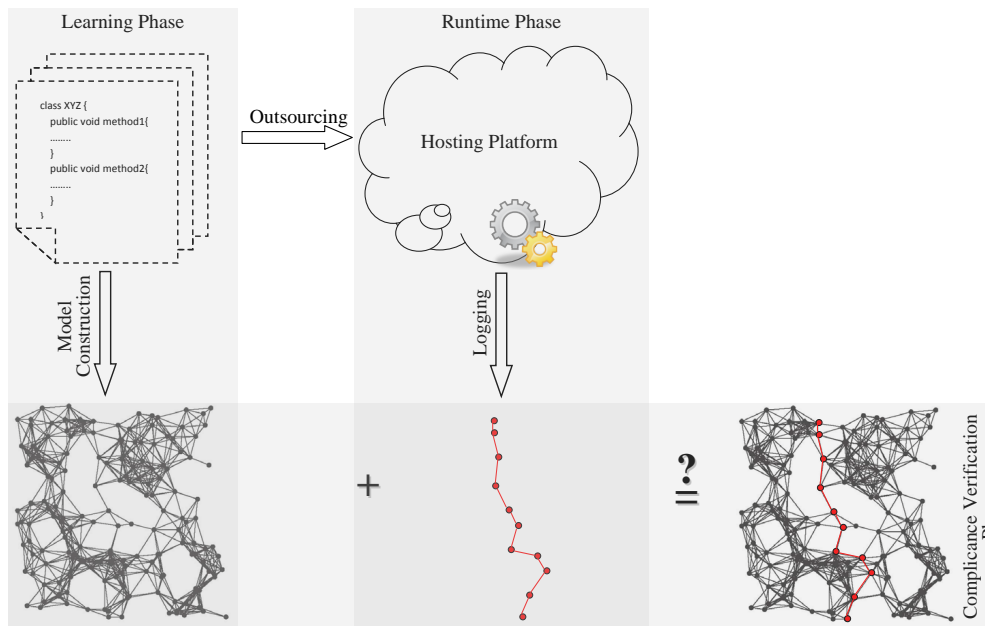 Learning Phase
Runtime Phase
class XYZ {
public void method1{
........
}
public void method2{
........
}
}
Outsourcing
Hosting Platform
Model
Construction
Logging
+
?
=
Complicance Verification